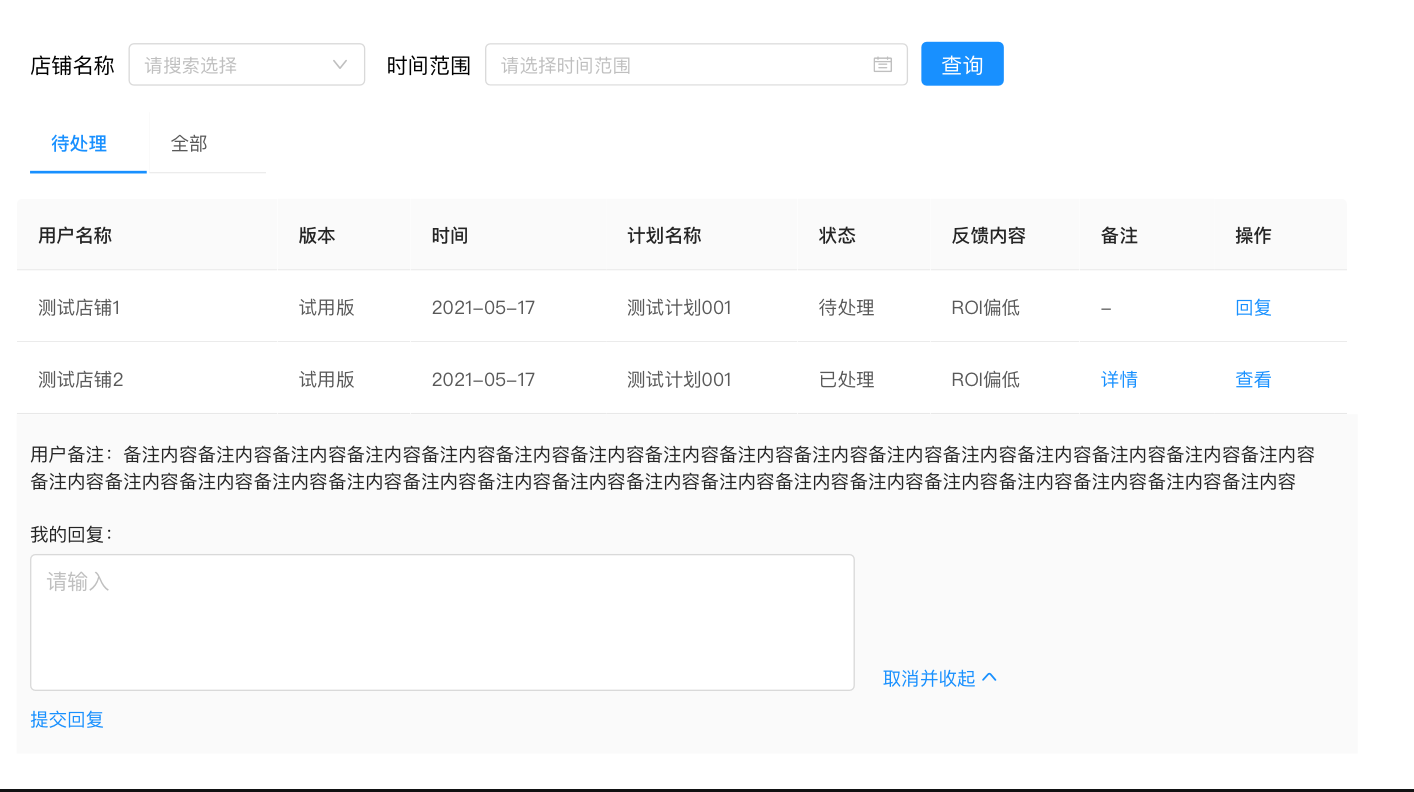 店铺名称 请搜索选择 时间范围 请选择时间范围 查询
待处理 全部
用户名称 版本 时间 计划名称 状态 反馈内容 备注 操作
测试店铺1 试用版 2021-05-17 测试计划001 待处理 ROI偏低 - 回复
测试店铺2 试用版 2021-05-17 测试计划001 已处理 ROI偏低 详情 查看
用户备注：备注内容备注内容备注内容备注内容备注内容备注内容备注内容备注内容备注内容备注内容备注内容备注内容备注内容备注内容备注内容备注内容
备注内容备注内容备注内容备注内容备注内容备注内容备注内容备注内容备注内容备注内容备注内容备注内容备注内容备注内容备注内容备注内容备注内容
我的回复：
请输入
取消并收起
提交回复